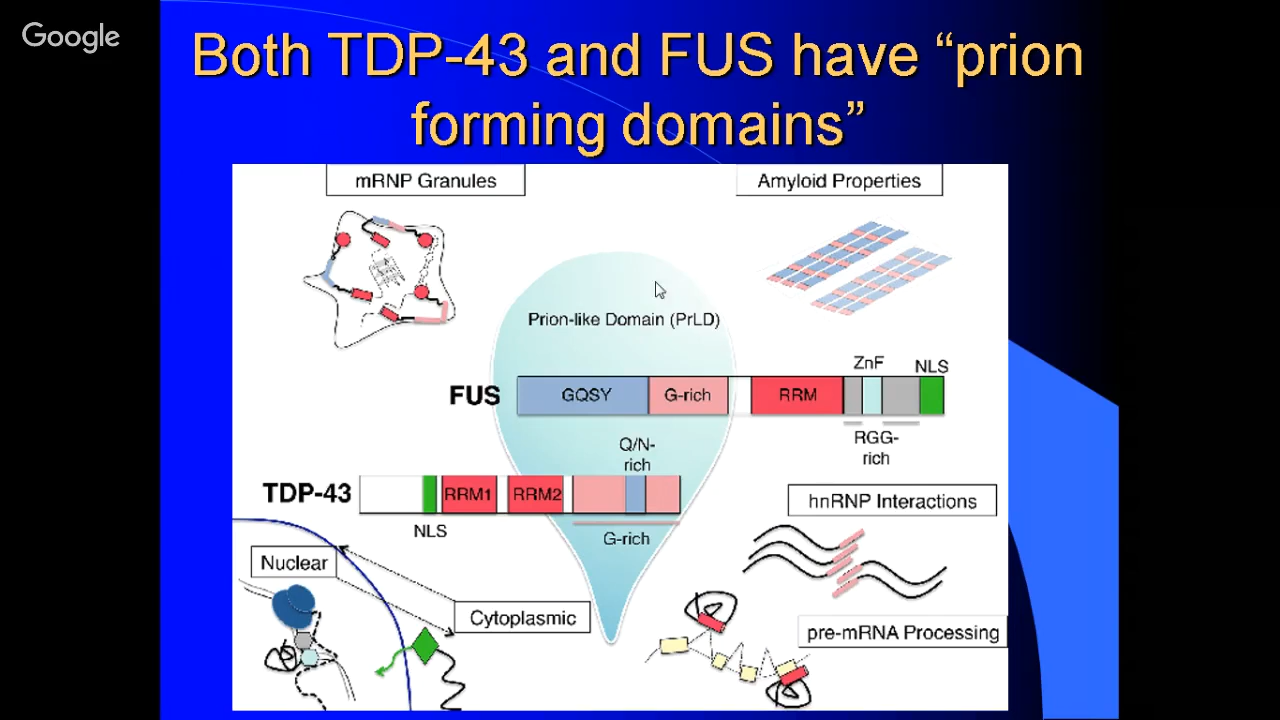 Google
Both TDP-43 and FUS have “prion
forming domains”
mRNP Granules
Amyloid Properties
Prion-like Domain (PrLD)
ZnF
NLS
FUS
GQSY
G-rich
RRM
RGG-
rich
Q/N-
rich
TDP-43
RRM1
RRM2
NLS
G-rich
hnRNP Interactions
Nuclear
Cytoplasmic
pre-mRNA Processing